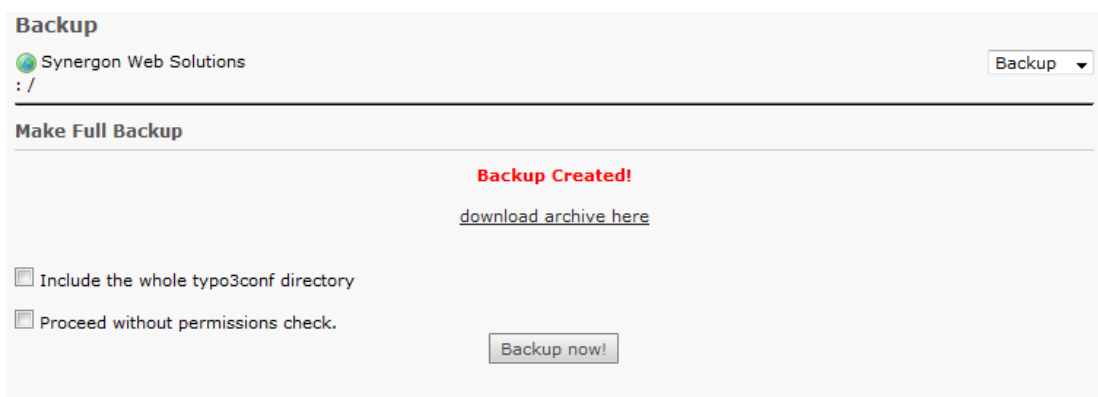 Backup
Synergon Web Solutions
Backup
: /
Make Full Backup
Backup Created!
download archive here
Include the whole typo3conf directory
Proceed without permissions check.
Backup now!